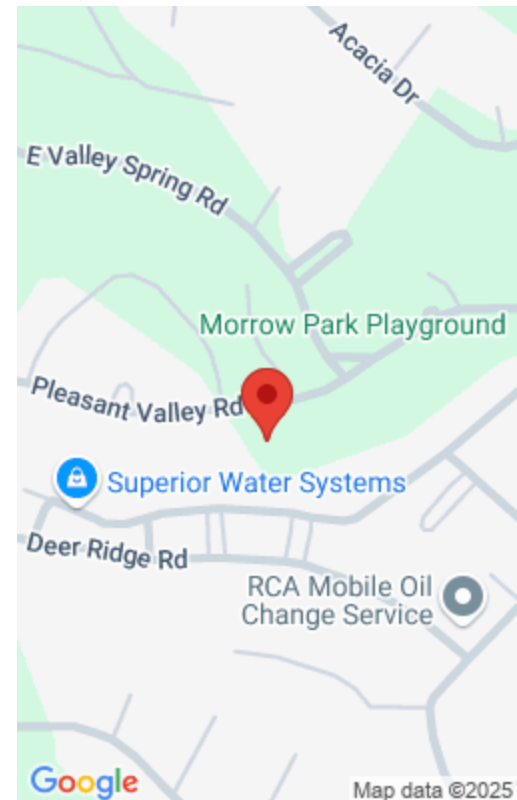 Acacia Dr
E Valley Spring Rd
Morrow Park Playground
Pleasant Valley Rd
Superior Water Systems
Deer Ridge Rd
RCA Mobile Oil
Change Service
Google
Map data ©2025